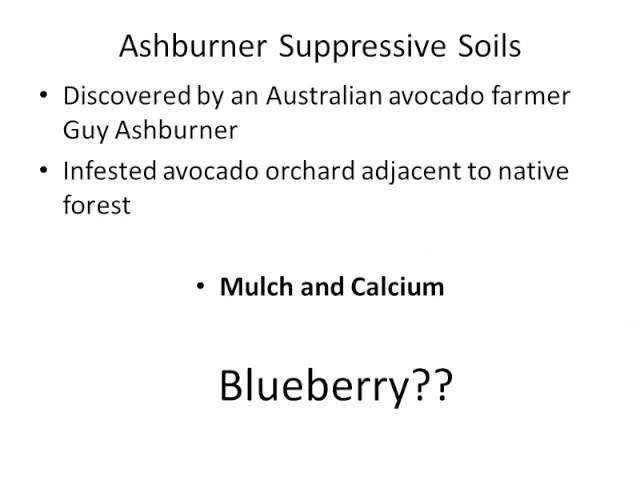 Ashburner Suppressive Soils
• Discovered by an Australian avocado farmer
Guy Ashburner
• Infested avocado orchard adjacent to native
forest
• Mulch and Calcium
Blueberry??